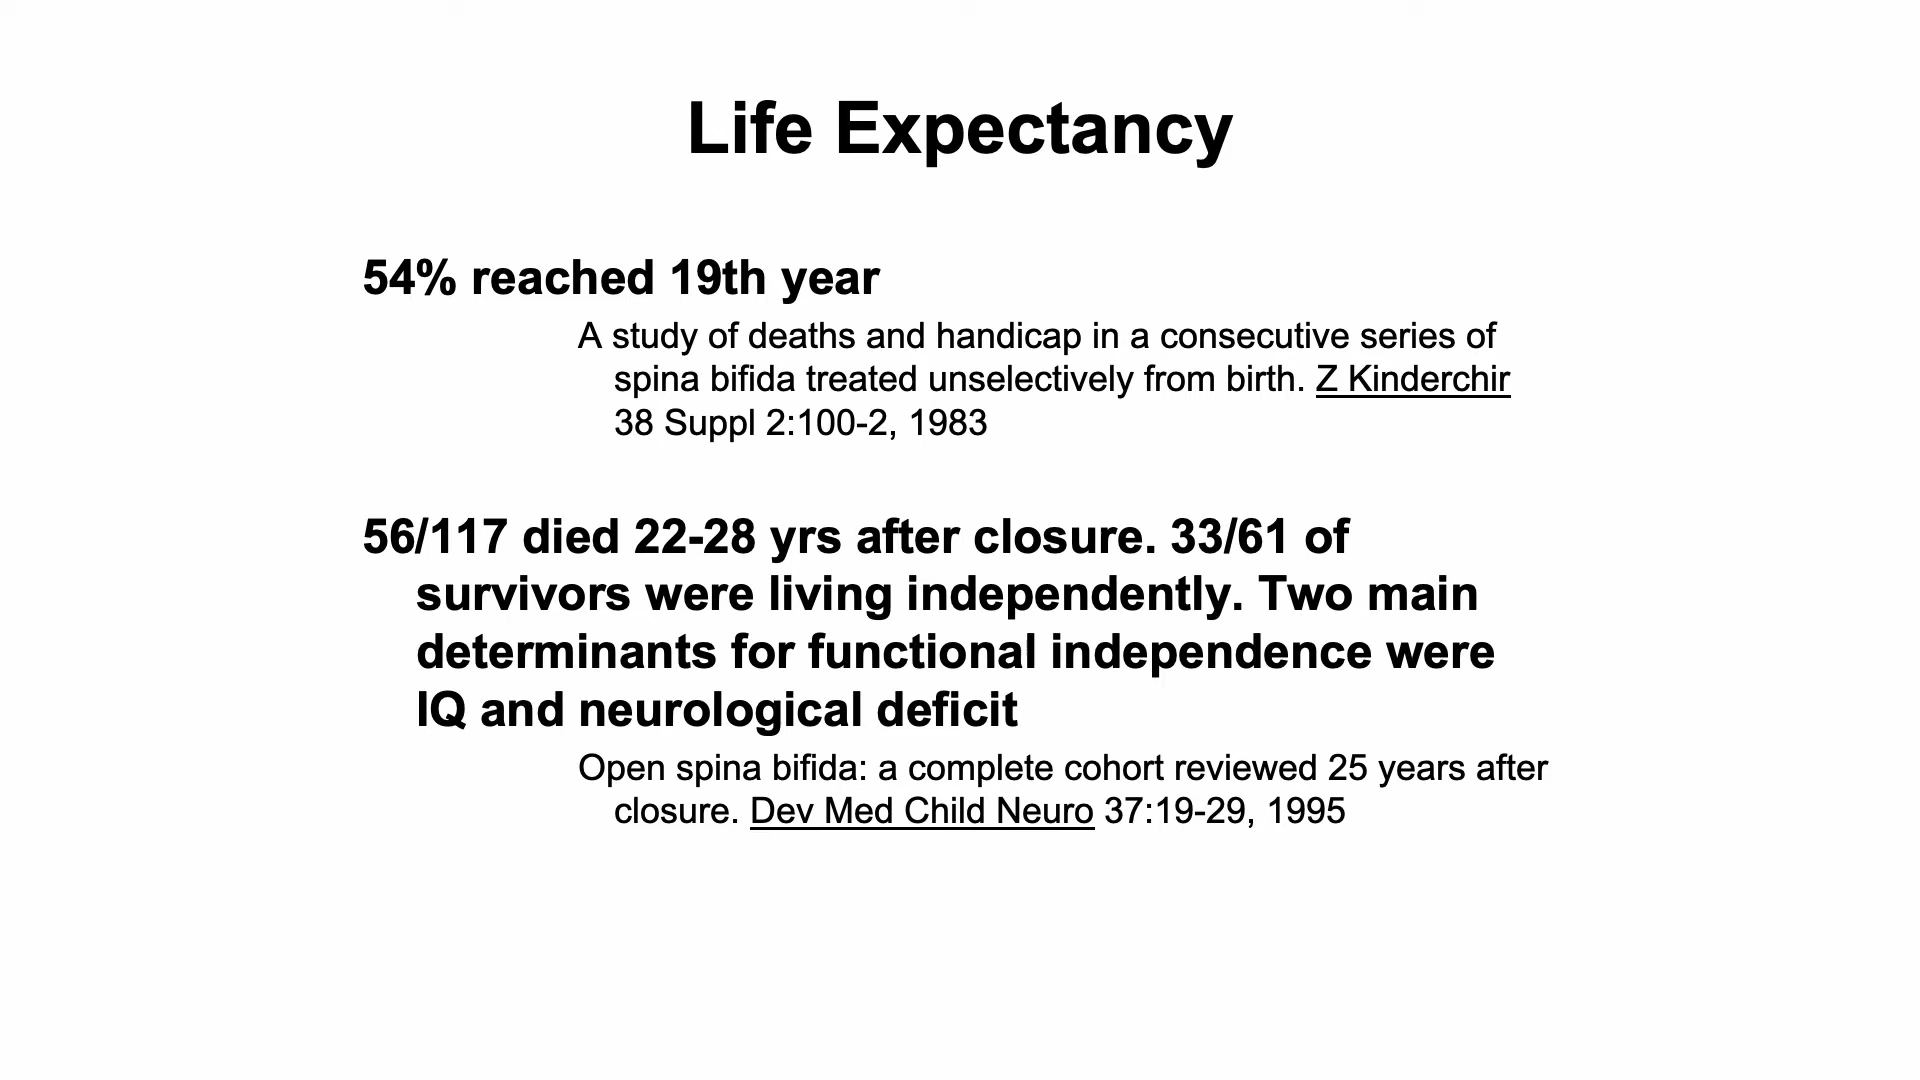 Life Expectancy
54% reached 19th year
A study of deaths and handicap in a consecutive series of
spina bifida treated unselectively from birth. Z Kinderchir
38 Suppl 2:100-2, 1983
56/117 died 22-28 yrs after closure. 33/61 of
survivors were living independently. Two main
determinants for functional independence were
IQ and neurological deficit
Open spina bifida: a complete cohort reviewed 25 years after
closure. Dev Med Child Neuro 37:19-29, 1995